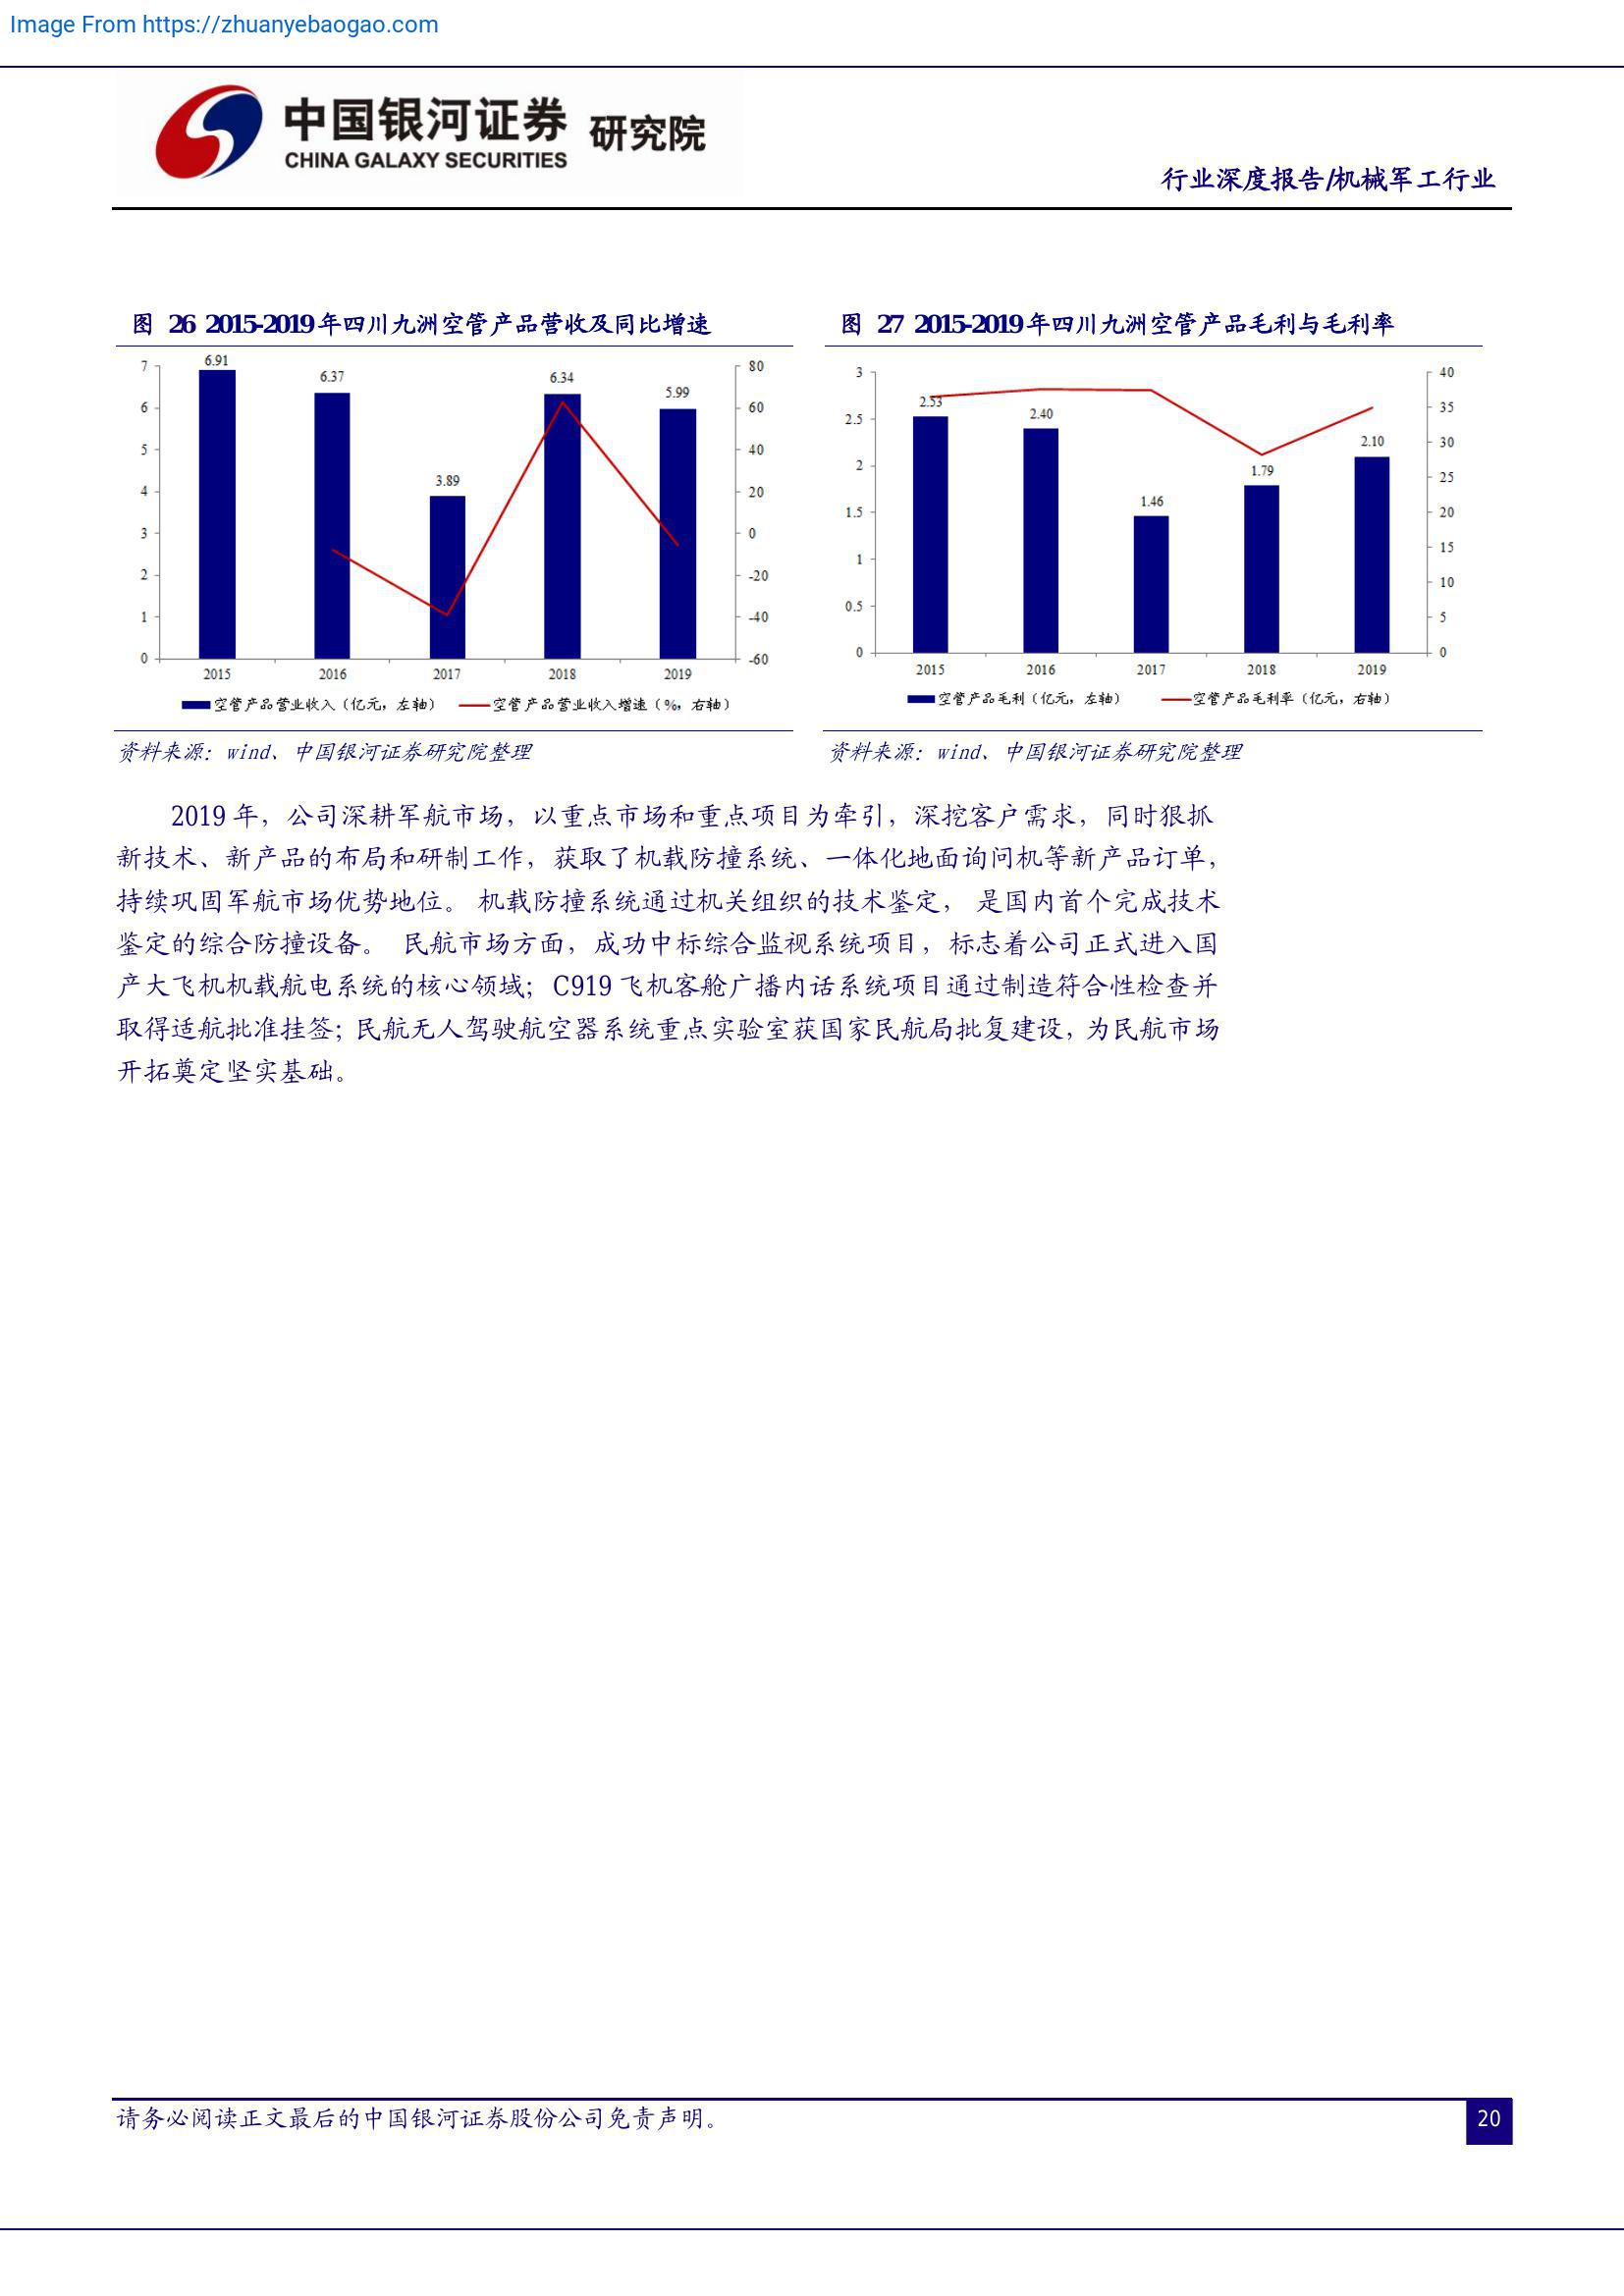 Image From https://zhuanyebaogao.com
中国银河证券 研究院
CHINA GALAXY SECURITIES
行业深度报告/机械军工行业
图 26 2015-2019年四川九洲空管产品营收及同比增速
7
6
5
4
3
2
1
0
6.91
6.37
3.89
6.34
5.99
80
60
40
20
0
-20
-40
-60
2015 2016 2017 2018 2019
空管产品营业收入（亿元，左轴） 空管产品营业收入增速（%，右轴）
资料来源：wind、中国银河证券研究院整理
图 27 2015-2019年四川九洲空管产品毛利与毛利率
3
2.5
2
1.5
1
0.5
0
2.53
2.40
1.46
1.79
2.10
40
35
30
25
20
15
10
5
0
2015 2016 2017 2018 2019
空管产品毛利（亿元，左轴） 空管产品毛利率（亿元，右轴）
资料来源：wind、中国银河证券研究院整理
2019 年，公司深耕军航市场，以重点市场和重点项目为牵引，深挖客户需求，同时狠抓
新技术、新产品的布局和研制工作，获取了机载防撞系统、一体化地面询问机等新产品订单，
持续巩固军航市场优势地位。 机载防撞系统通过机关组织的技术鉴定， 是国内首个完成技术
鉴定的综合防撞设备。 民航市场方面，成功中标综合监视系统项目，标志着公司正式进入国
产大飞机机载航电系统的核心领域；C919 飞机客舱广播内话系统项目通过制造符合性检查并
取得适航批准挂签；民航无人驾驶航空器系统重点实验室获国家民航局批复建设，为民航市场
开拓奠定坚实基础。
请务必阅读正文最后的中国银河证券股份公司免责声明。
20